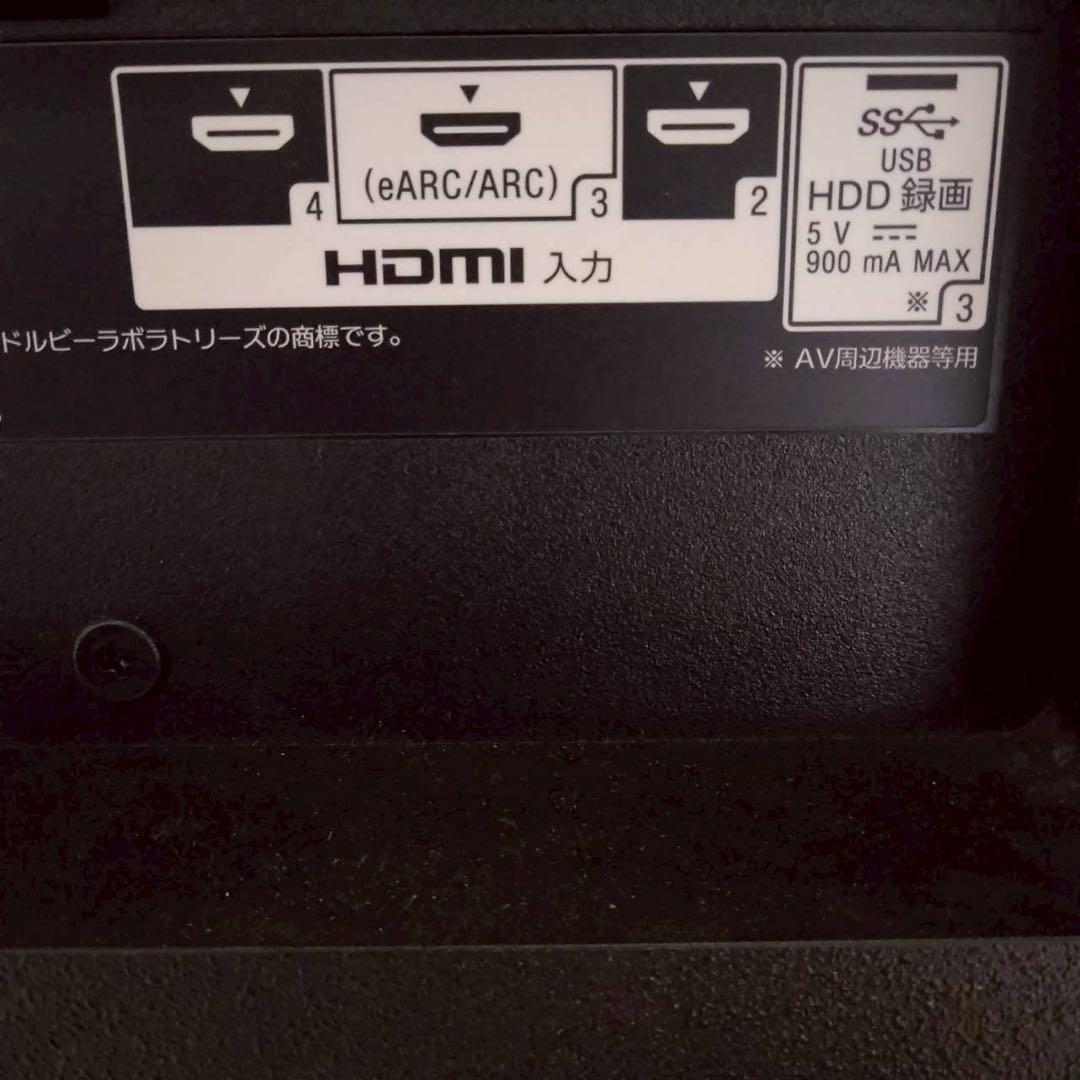 4
(eARC/ARC)
3
2
HDMI 入力
SS
USB
HDD 録画
5 V
900 mA MAX
※
3
ドルビーラボラトリーズの商標です。
※ AV周辺機器等用